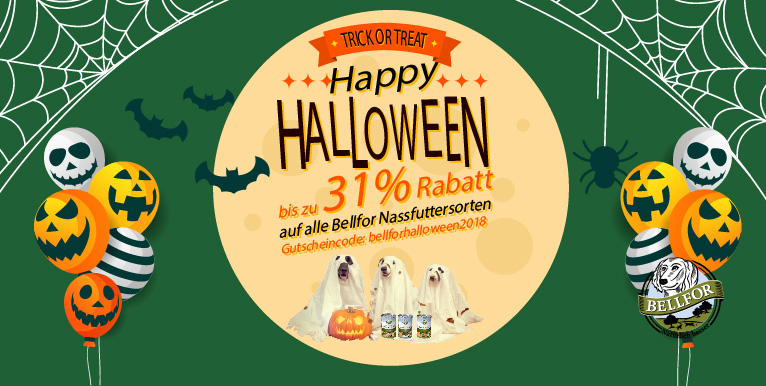 TRICK OR TREAT
Happy
HALLOWEEN
bis zu 31% Rabatt
auf alle Bellfor Nassfuttersorten
Gutscheincode: bellforhalloween2018
BELLFOR